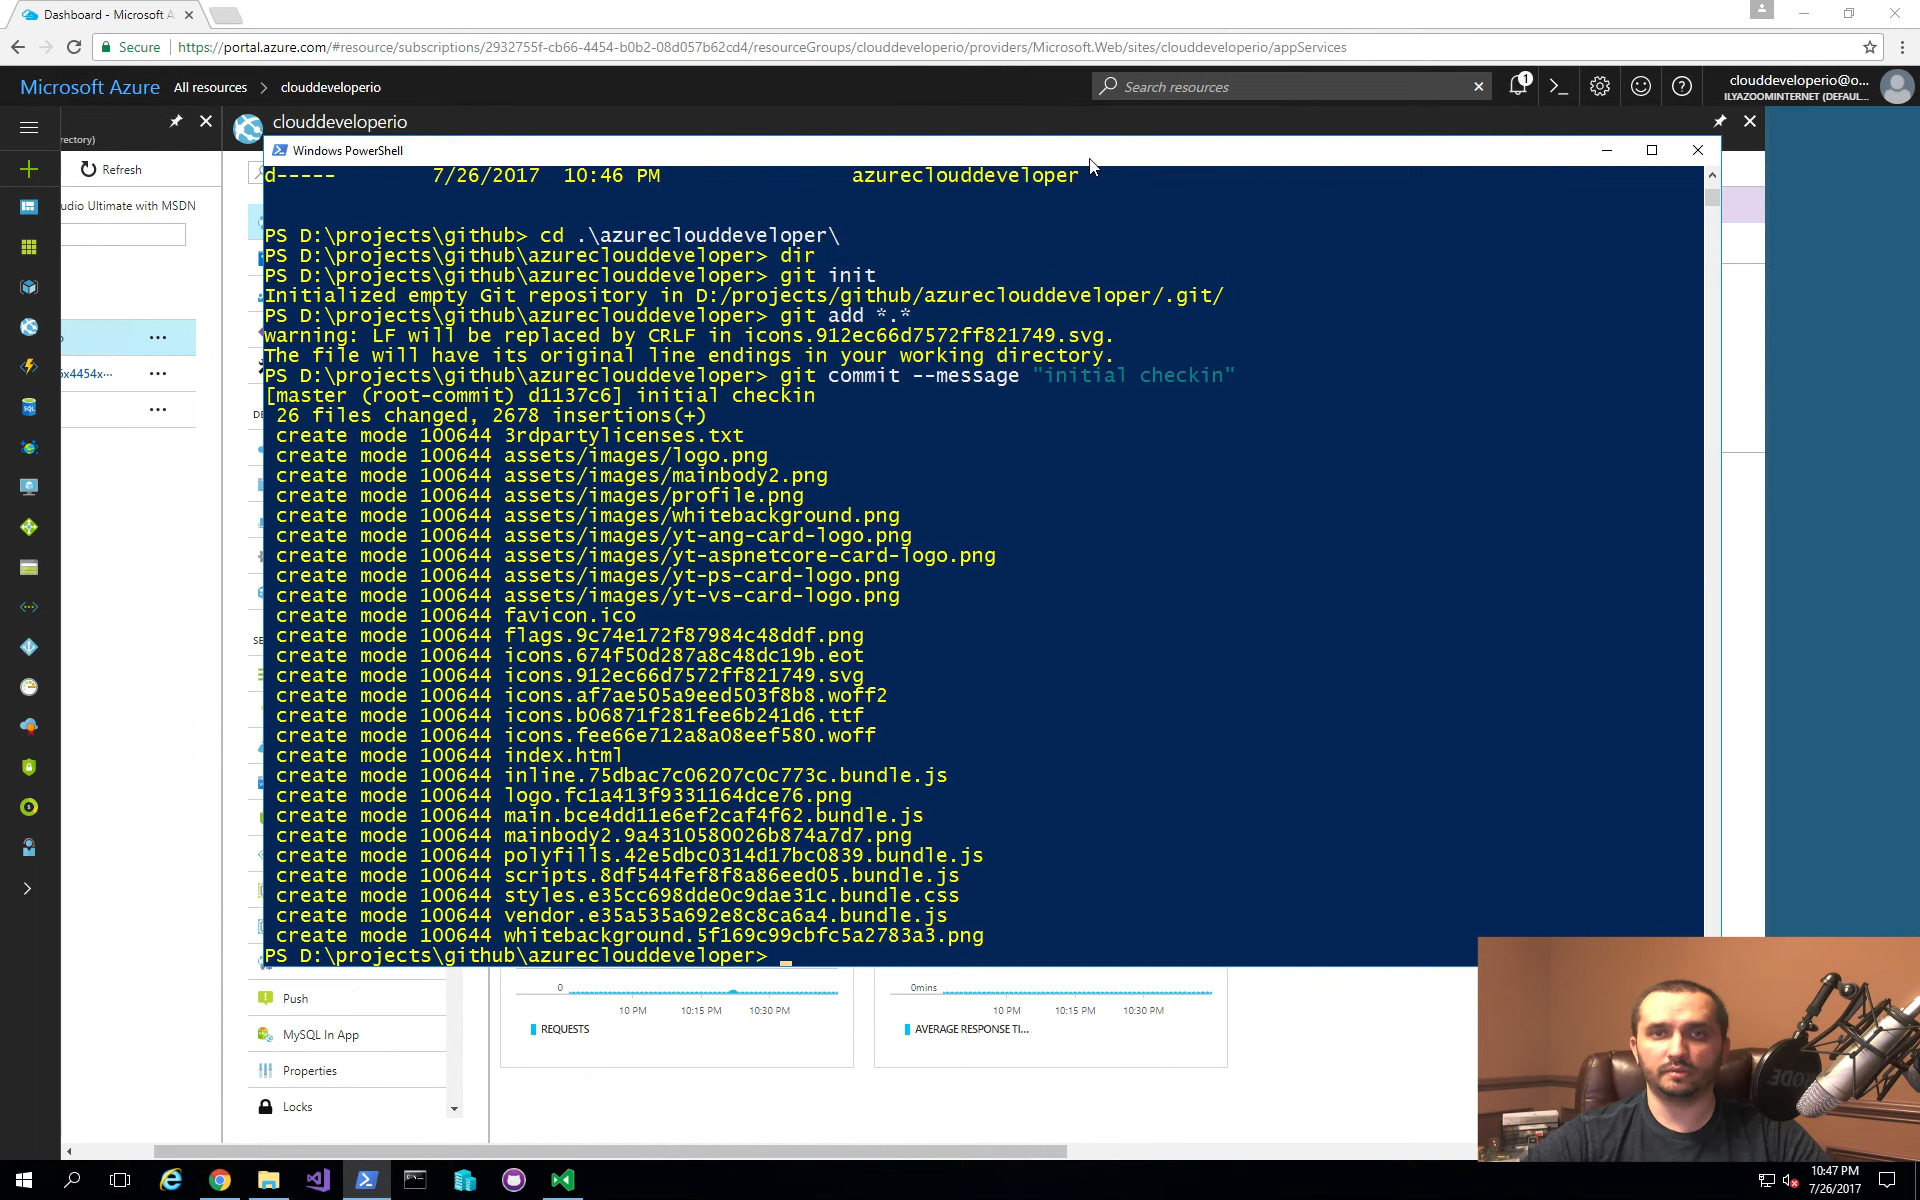 Dashboard - Microsoft A
Secure
https://portal.azure.com/#resource/subscriptions/2932755f-cb66-4454-b0b2-08d057b62cd4/resourceGroups/clouddeveloperio/providers/Microsoft.Web/sites/clouddeveloperio/appServices
Microsoft Azure
All resources
clouddeveloperio
Search resources
1
clouddeveloperio@o...
ILYAZOOMINTERNET (DEFAUL...
ectory)
clouddeveloperio
Refresh
udio Ultimate with MSDN
5x4454x...
Windows PowerShell
d-----        7/26/2017  10:46 PM                azureclouddeveloper
PS D:\projects\github> cd .\azureclouddeveloper\
PS D:\projects\github\azureclouddeveloper> dir
PS D:\projects\github\azureclouddeveloper> git init
Initialized empty Git repository in D:/projects/github/azureclouddeveloper/.git/
PS D:\projects\github\azureclouddeveloper> git add *.*
warning: LF will be replaced by CRLF in icons.912ec66d7572ff821749.svg.
The file will have its original line endings in your working directory.
PS D:\projects\github\azureclouddeveloper> git commit --message "initial checkin"
[master (root-commit) d1137c6] initial checkin
26 files changed, 2678 insertions(+)
create mode 100644 3rdpartylicenses.txt
create mode 100644 assets/images/logo.png
create mode 100644 assets/images/mainbody2.png
create mode 100644 assets/images/profile.png
create mode 100644 assets/images/whitebackground.png
create mode 100644 assets/images/yt-ang-card-logo.png
create mode 100644 assets/images/yt-aspnetcore-card-logo.png
create mode 100644 assets/images/yt-ps-card-logo.png
create mode 100644 assets/images/yt-vs-card-logo.png
create mode 100644 favicon.ico
create mode 100644 flags.9c74e172f87984c48ddf.png
create mode 100644 icons.674f50d287a8c48dc19b.eot
create mode 100644 icons.912ec66d7572ff821749.svg
create mode 100644 icons.af7ae505a9eed503f8b8.woff2
create mode 100644 icons.b06871f281fee6b241d6.ttf
create mode 100644 icons.fee66e712a8a08eef580.woff
create mode 100644 index.html
create mode 100644 inline.75dbac7c06207c0c773c.bundle.js
create mode 100644 logo.fc1a413f9331164dce76.png
create mode 100644 main.bce4dd11e6ef2caf4f62.bundle.js
create mode 100644 mainbody2.9a4310580026b874a7d7.png
create mode 100644 polyfills.42e5dbc0314d17bc0839.bundle.js
create mode 100644 scripts.8df544fef8f8a86eed05.bundle.js
create mode 100644 styles.e35cc698dde0c9dae31c.bundle.css
create mode 100644 vendor.e35a535a692e8c8ca6a4.bundle.js
create mode 100644 whitebackground.5f169c99cbfc5a2783a3.png
PS D:\projects\github\azureclouddeveloper>
DE
SE
Push
MySQL In App
Properties
Locks
0
10 PM
10:15 PM
10:30 PM
REQUESTS
0mins
10 PM
10:15 PM
10:30 PM
AVERAGE RESPONSE TI...
10:47 PM
7/26/2017